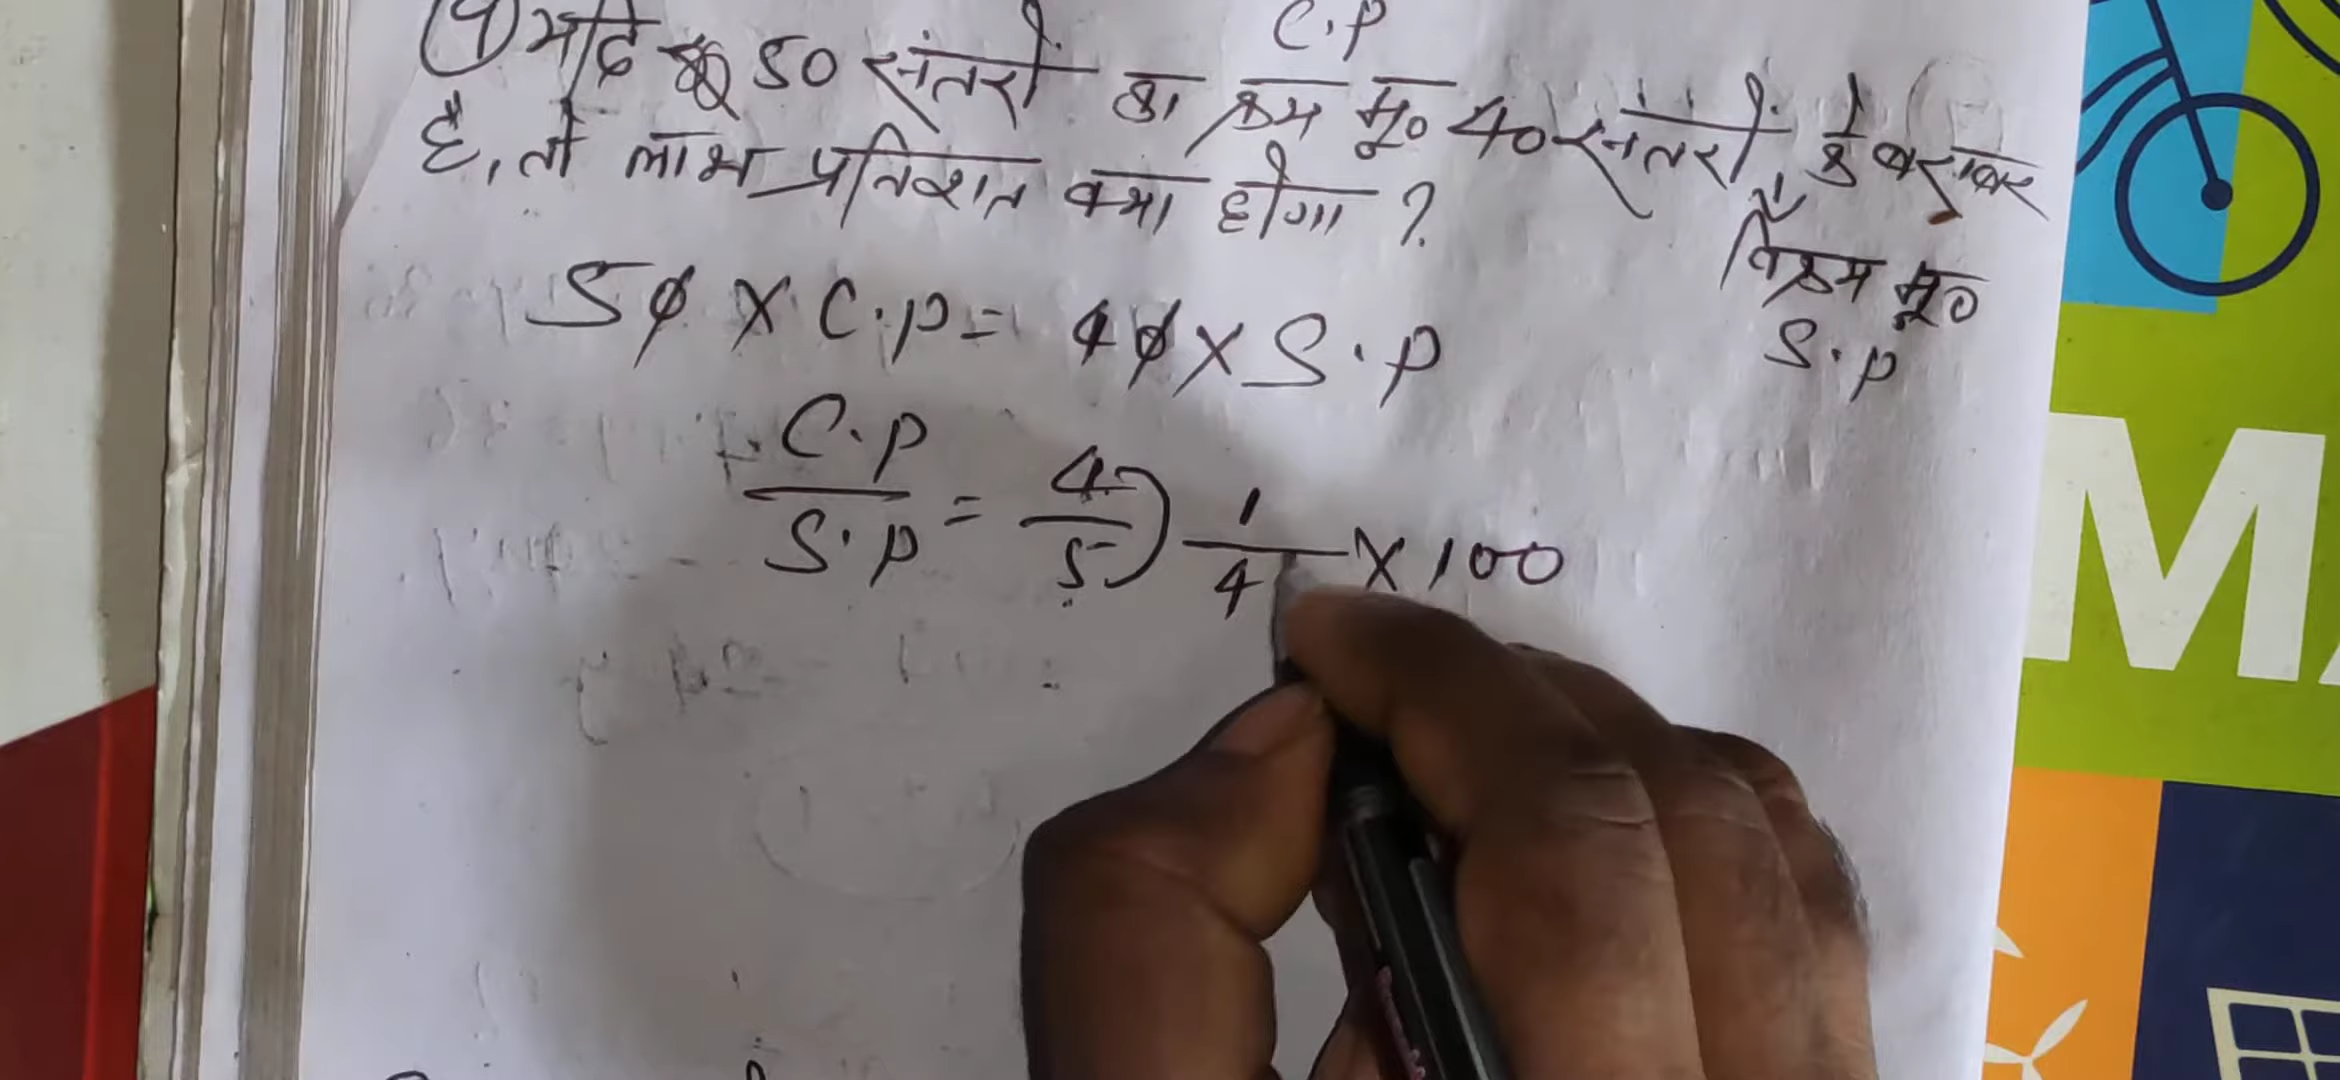 C.P
यदि 50 संतरों का क्रय मू० 40 संतरों के बराबर
है, तो लाभ प्रतिशत क्या होगा ?
विक्रय मू०
S.P
50 X C.P = 40 X S.P
C.P/S.P = 4/5) 1/4 X 100
M